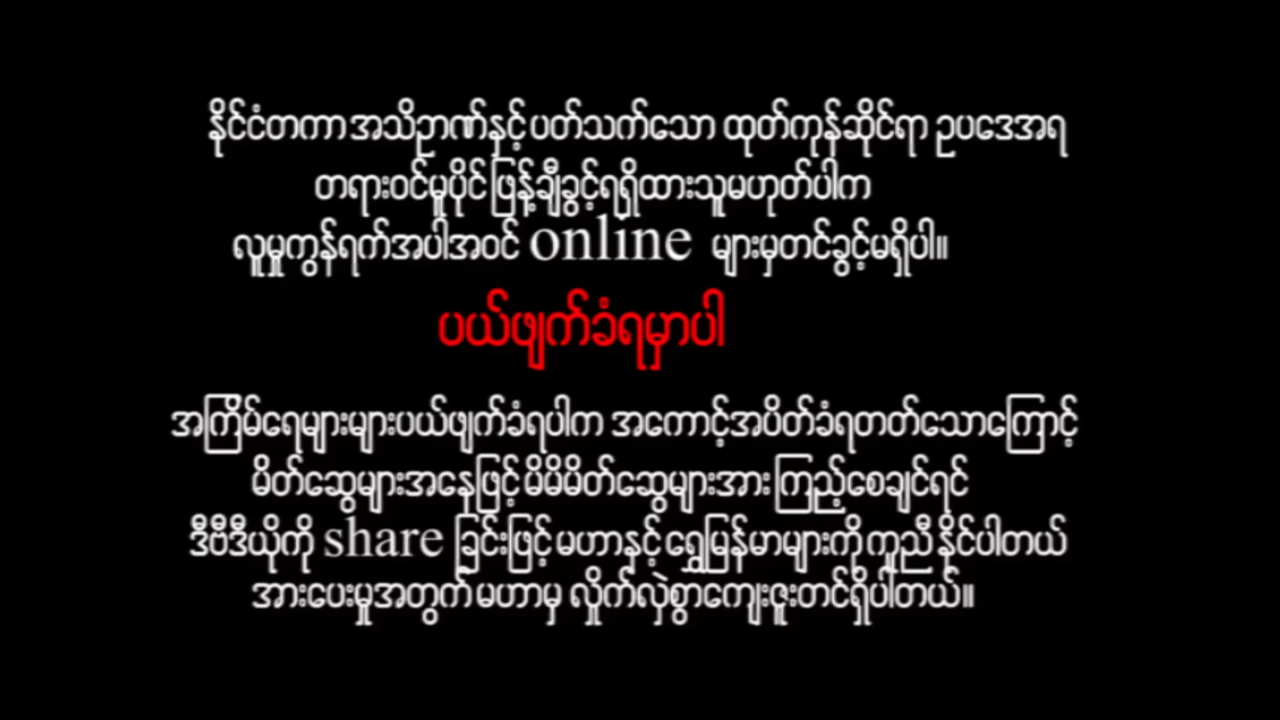 နိုင်ငံတကာ အသိဉာဏ်နှင့် ပတ်သက်သော ထုတ်ကုန်ဆိုင်ရာ ဥပဒေအရ
တရားဝင်မူပိုင် ဖြန့်ချီခွင့်ရရှိထားသူမဟုတ်ပါက
လူမှုကွန်ရက်အပါအဝင် online များမှတင်ခွင့်မရှိပါ။
ပယ်ဖျက်ခံရမှာပါ
အကြိမ်ရေများများပယ်ဖျက်ခံရပါက အကောင့်အပိတ်ခံရတတ်သောကြောင့်
မိတ်ဆွေများအနေဖြင့် မိမိမိတ်ဆွေများအား ကြည့်စေချင်ရင်
ဒီဗီဒီယိုကို share ခြင်းဖြင့် မဟာနှင့် ရွှေမြန်မာများကို ကူညီ နိုင်ပါတယ်
အားပေးမှုအတွက် မဟာမှ လှိုက်လှဲစွာကျေးဇူးတင်ရှိပါတယ်။